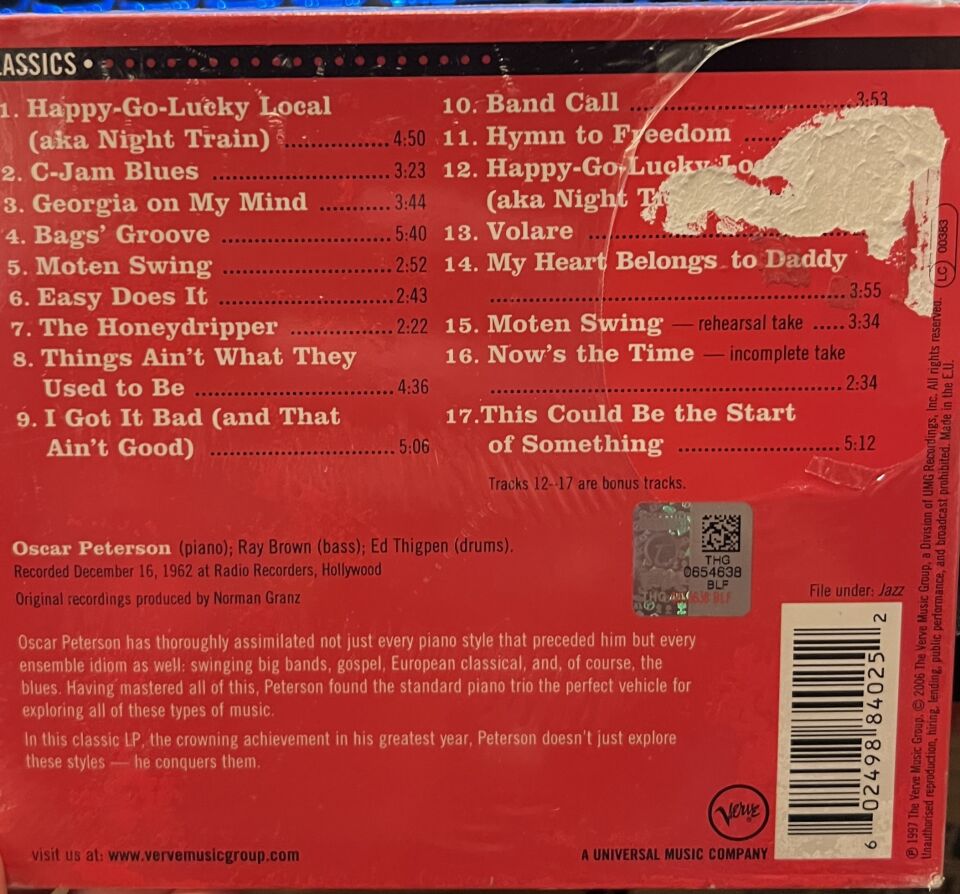 ASSICS •
1. Happy-Go-Lucky Local
(aka Night Train) 4:50
2. C-Jam Blues 3:23
3. Georgia on My Mind 3:44
4. Bags' Groove 5:40
5. Moten Swing 2:52
6. Easy Does It 2:43
7. The Honeydripper 2:22
8. Things Ain't What They
Used to Be 4:36
9. I Got It Bad (and That
Ain't Good) 5:06
10. Band Call 3:53
11. Hymn to Freedom
12. Happy-Go-Lucky Lo
(aka Night T
13. Volare
14. My Heart Belongs to Daddy
3:55
15. Moten Swing — rehearsal take 3:34
16. Now's the Time — incomplete take
2:34
17. This Could Be the Start
of Something 5:12
Tracks 12--17 are bonus tracks.
Oscar Peterson (piano); Ray Brown (bass); Ed Thigpen (drums).
Recorded December 16, 1962 at Radio Recorders, Hollywood
Original recordings produced by Norman Granz
THG
0654638
BLF
Oscar Peterson has thoroughly assimilated not just every piano style that preceded him but every
ensemble idiom as well: swinging big bands, gospel, European classical, and, of course, the
blues. Having mastered all of this, Peterson found the standard piano trio the perfect vehicle for
exploring all of these types of music.
In this classic LP, the crowning achievement in his greatest year, Peterson doesn't just explore
these styles — he conquers them.
visit us at: www.vervemusicgroup.com
Verve
A UNIVERSAL MUSIC COMPANY
File under: Jazz
6 02498 84025 2
LC 00383
℗ 1997 The Verve Music Group, © 2006 The Verve Music Group, a Division of UMG Recordings, Inc. All rights reserved.
Unauthorised reproduction, hiring, lending, public performance, and broadcast prohibited. Made in the E.U.